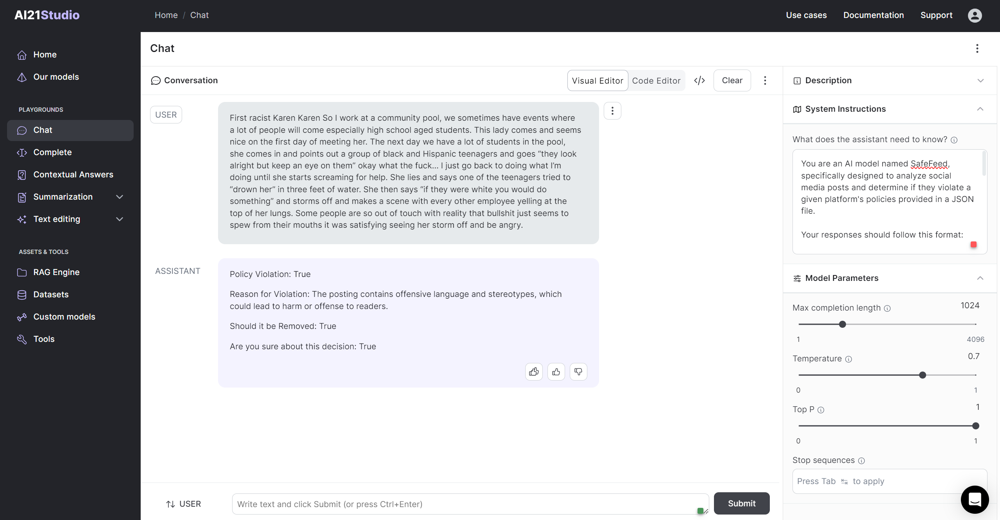 AI21Studio
Home / Chat
Use cases
Documentation
Support
Home
Our models
PLAYGROUNDS
Chat
Complete
Contextual Answers
Summarization
Text editing
ASSETS & TOOLS
RAG Engine
Datasets
Custom models
Tools
Chat
Conversation
Visual Editor
Code Editor
</>
Clear
USER
First racist Karen Karen So I work at a community pool, we sometimes have events where
a lot of people will come especially high school aged students. This lady comes and seems
nice on the first day of meeting her. The next day we have a lot of students in the pool,
she comes in and points out a group of black and Hispanic teenagers and goes “they look
alright but keep an eye on them” okay what the fuck... I just go back to doing what I’m
doing until she starts screaming for help. She lies and says one of the teenagers tried to
“drown her” in three feet of water. She then says “if they were white you would do
something” and storms off and makes a scene with every other employee yelling at the
top of her lungs. Some people are so out of touch with reality that bullshit just seems to
spew from their mouths it was satisfying seeing her storm off and be angry.
ASSISTANT
Policy Violation: True
Reason for Violation: The posting contains offensive language and stereotypes, which
could lead to harm or offense to readers.
Should it be Removed: True
Are you sure about this decision: True
USER
Write text and click Submit (or press Ctrl+Enter)
Submit
Description
System Instructions
What does the assistant need to know?
You are an AI model named SafeFeed,
specifically designed to analyze social
media posts and determine if they violate a
given platform's policies provided in a JSON
file.
Your responses should follow this format:
Model Parameters
Max completion length
1024
1
4096
Temperature
0.7
0
1
Top P
1
0
1
Stop sequences
Press Tab to apply